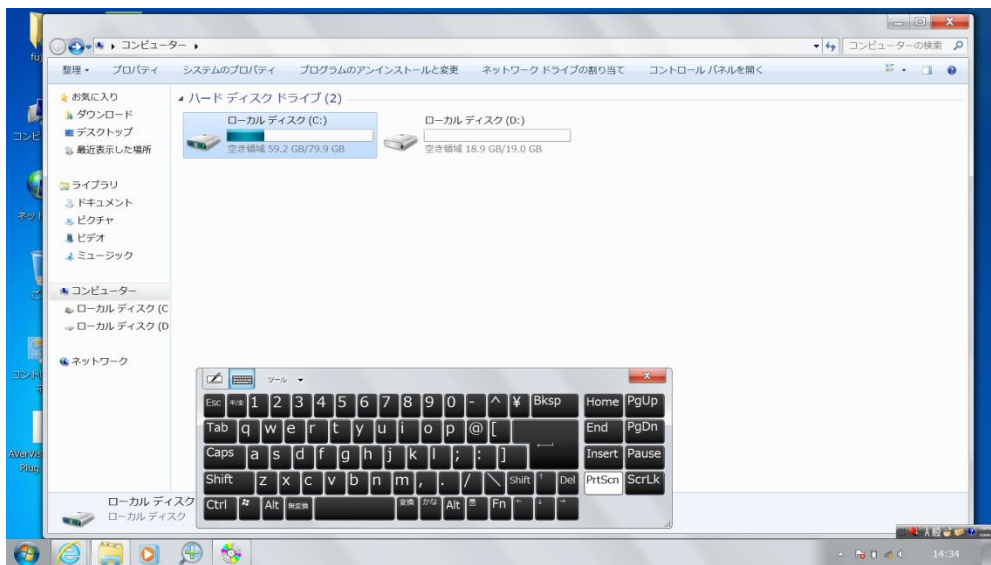 コンピューター
コンピューターの検索
整理 プロパティ システムのプロパティ プログラムのアンインストールと変更 ネットワーク ドライブの割り当て コントロール パネルを開く
お気に入り
ダウンロード
デスクトップ
最近表示した場所
ライブラリ
ドキュメント
ピクチャ
ビデオ
ミュージック
コンピューター
ローカル ディスク (C
ローカル ディスク (D
ネットワーク
ハード ディスク ドライブ (2)
ローカル ディスク (C:)
空き領域 59.2 GB/79.9 GB
ローカル ディスク (D:)
空き領域 18.9 GB/19.0 GB
ツール
Esc 半/全 1 2 3 4 5 6 7 8 9 0 - ^ ¥ Bksp Home PgUp
Tab q w e r t y u i o p @ [ End PgDn
Caps a s d f g h j k l ; : ] Insert Pause
Shift z x c v b n m , . / \ Shift ↑ Del PrtScn ScrLk
Ctrl Alt 無変換 変換 かな Alt Fn ← ↓ →
ローカル ディスク
ローカル ディスク
14:34